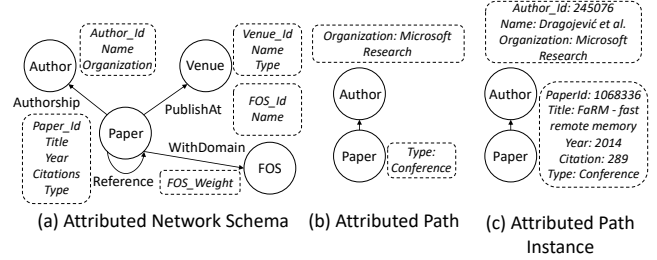 Author_Id
Name
Organization
Author
Authorship
Venue_Id
Name
Type
Venue
PublishAt
FOS_Id
Name
Paper_Id
Title
Year
Citations
Type
Paper
Reference
WithDomain
FOS_Weight
FOS
(a) Attributed Network Schema
Organization: Microsoft
Research
Author
Paper
Type:
Conference
(b) Attributed Path
Author_Id: 245076
Name: Dragojević et al.
Organization: Microsoft
Research
Author
Paper
PaperId: 1068336
Title: FaRM - fast
remote memory
Year: 2014
Citation: 289
Type: Conference
(c) Attributed Path
Instance